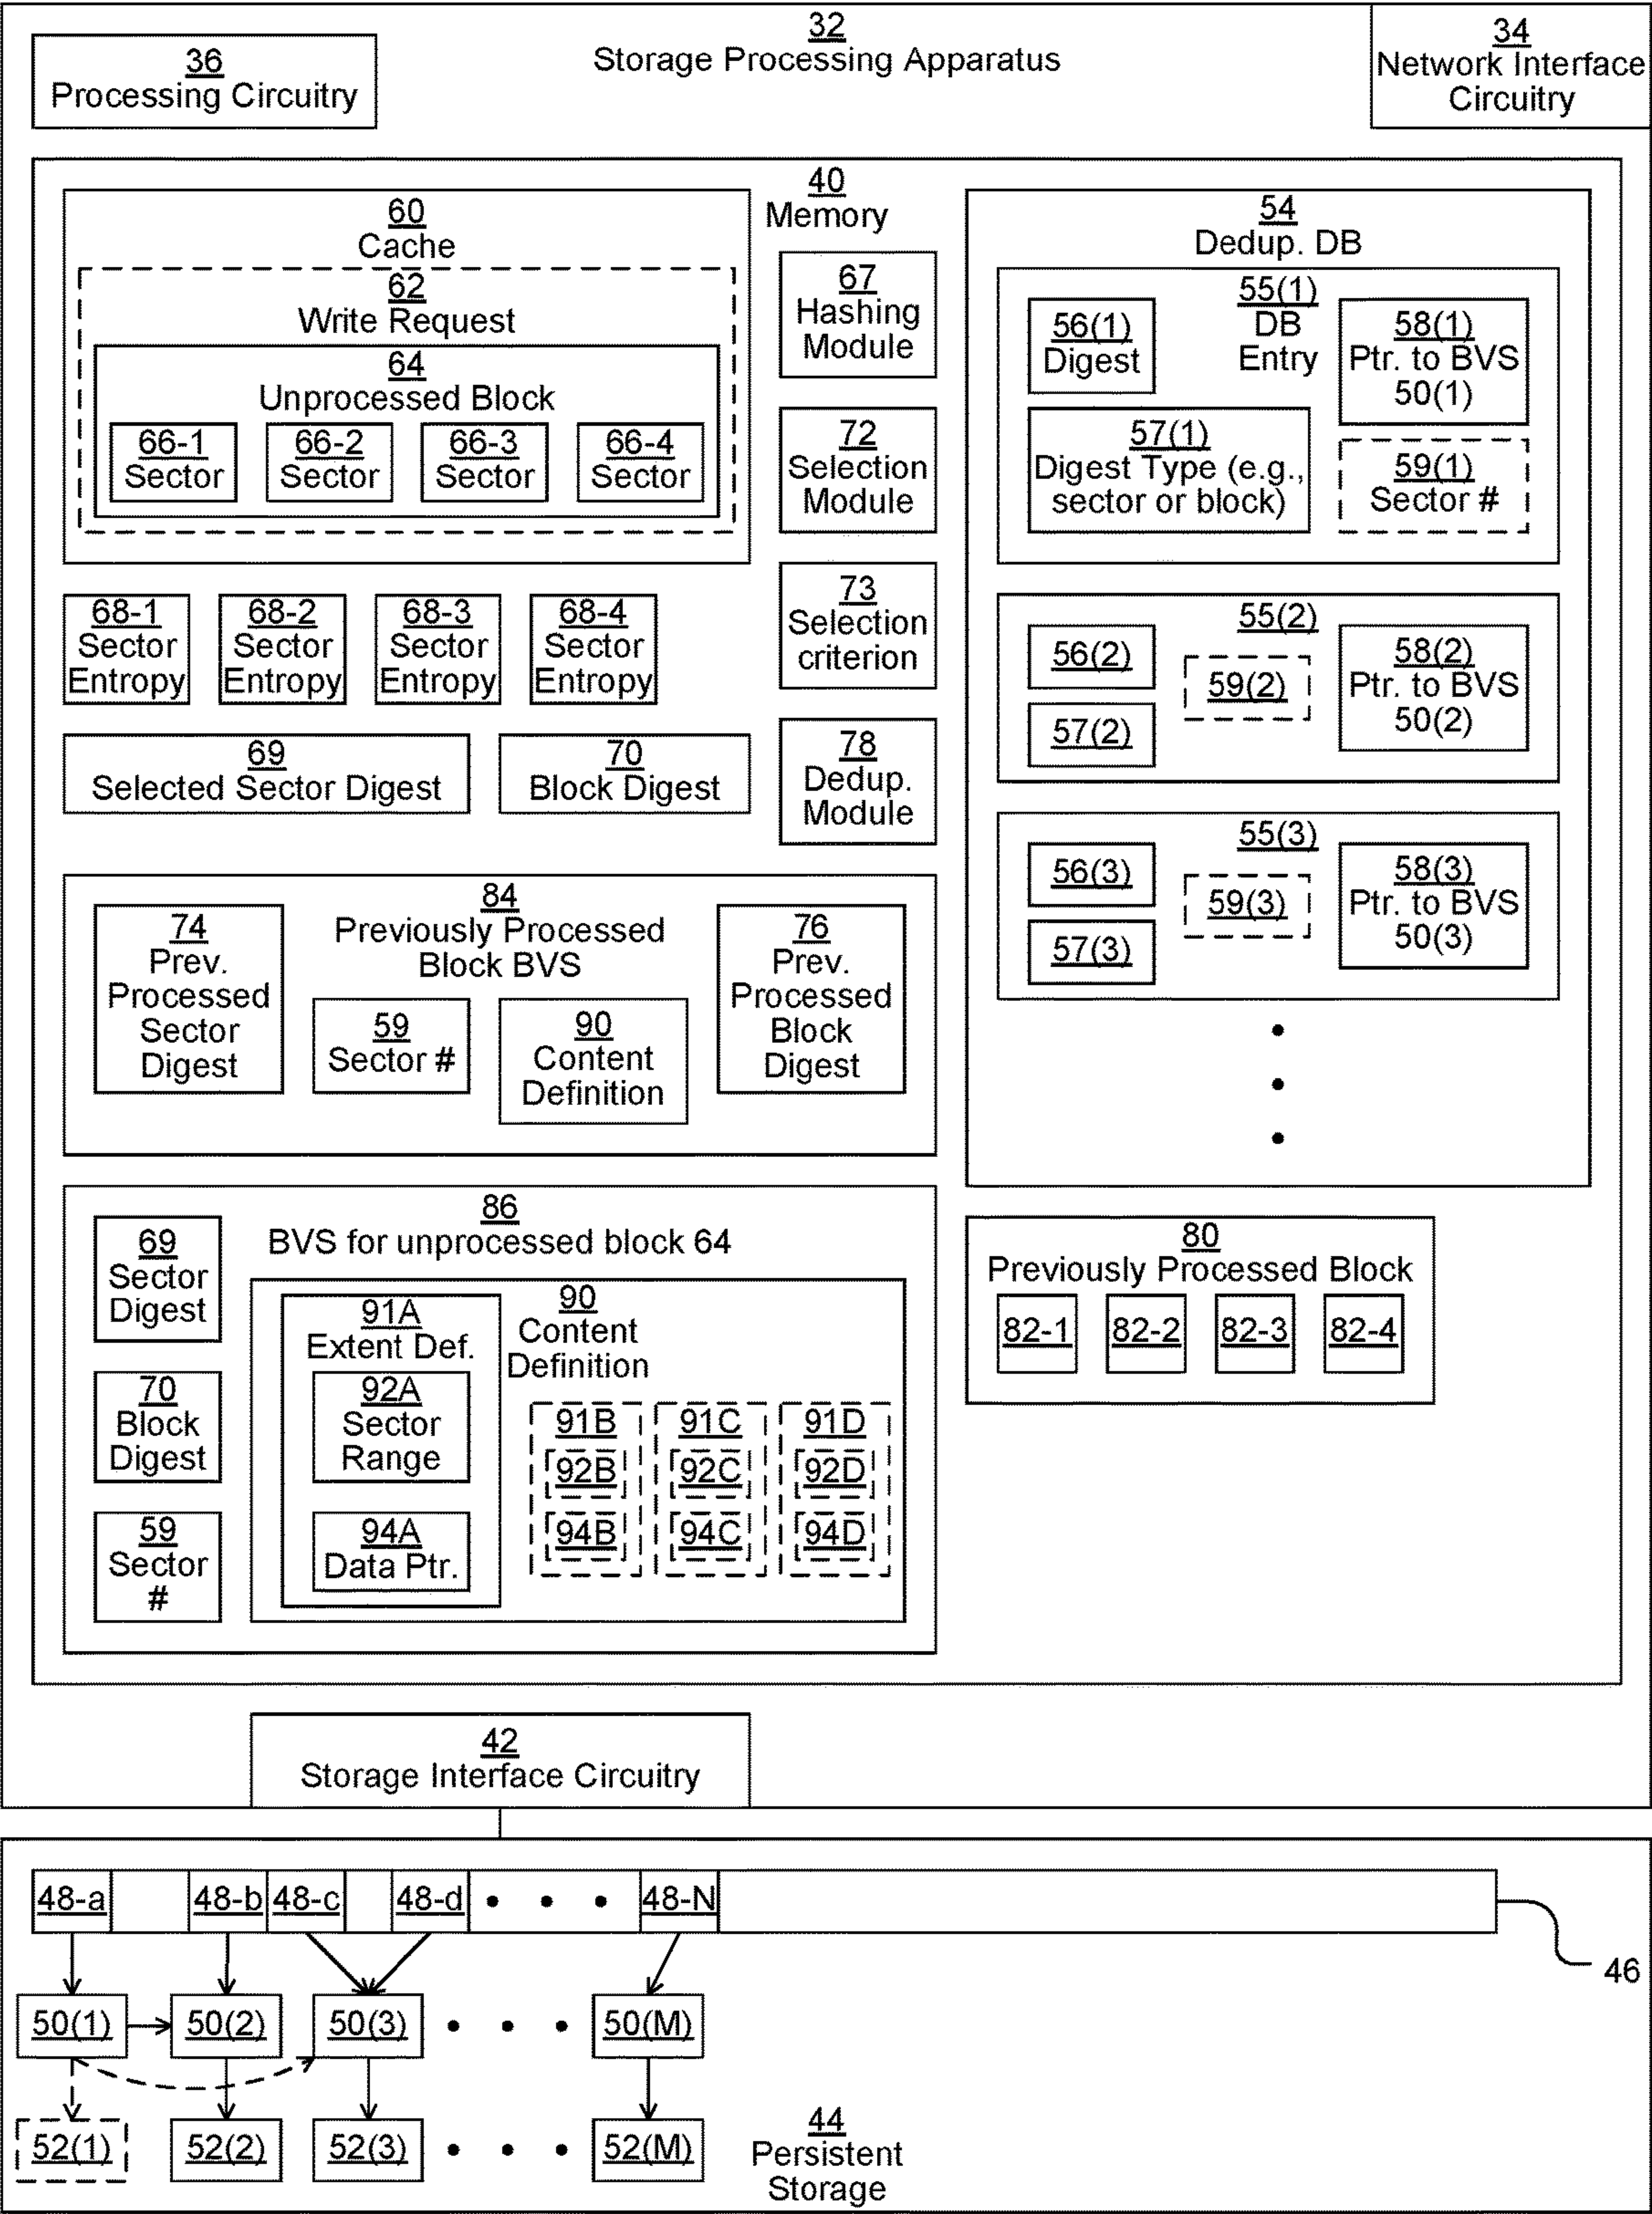 32
Storage Processing Apparatus
36
Processing Circuitry
34
Network Interface
Circuitry
40
Memory
60
Cache
62
Write Request
64
Unprocessed Block
66-1
Sector
66-2
Sector
66-3
Sector
66-4
Sector
67
Hashing
Module
72
Selection
Module
73
Selection
criterion
78
Dedup.
Module
68-1
Sector
Entropy
68-2
Sector
Entropy
68-3
Sector
Entropy
68-4
Sector
Entropy
69
Selected Sector Digest
70
Block Digest
54
Dedup. DB
55(1)
DB
Entry
56(1)
Digest
58(1)
Ptr. to BVS
50(1)
57(1)
Digest Type (e.g.,
sector or block)
59(1)
Sector #
55(2)
56(2)
59(2)
57(2)
58(2)
Ptr. to BVS
50(2)
55(3)
56(3)
59(3)
57(3)
58(3)
Ptr. to BVS
50(3)
84
Previously Processed
Block BVS
74
Prev.
Processed
Sector
Digest
59
Sector #
90
Content
Definition
76
Prev.
Processed
Block
Digest
86
BVS for unprocessed block 64
69
Sector
Digest
70
Block
Digest
59
Sector
#
90
Content
Definition
91A
Extent Def.
92A
Sector
Range
94A
Data Ptr.
91B
92B
94B
91C
92C
94C
91D
92D
94D
80
Previously Processed Block
82-1
82-2
82-3
82-4
42
Storage Interface Circuitry
48-a
48-b
48-c
48-d
48-N
46
50(1)
50(2)
50(3)
50(M)
52(1)
52(2)
52(3)
52(M)
44
Persistent
Storage